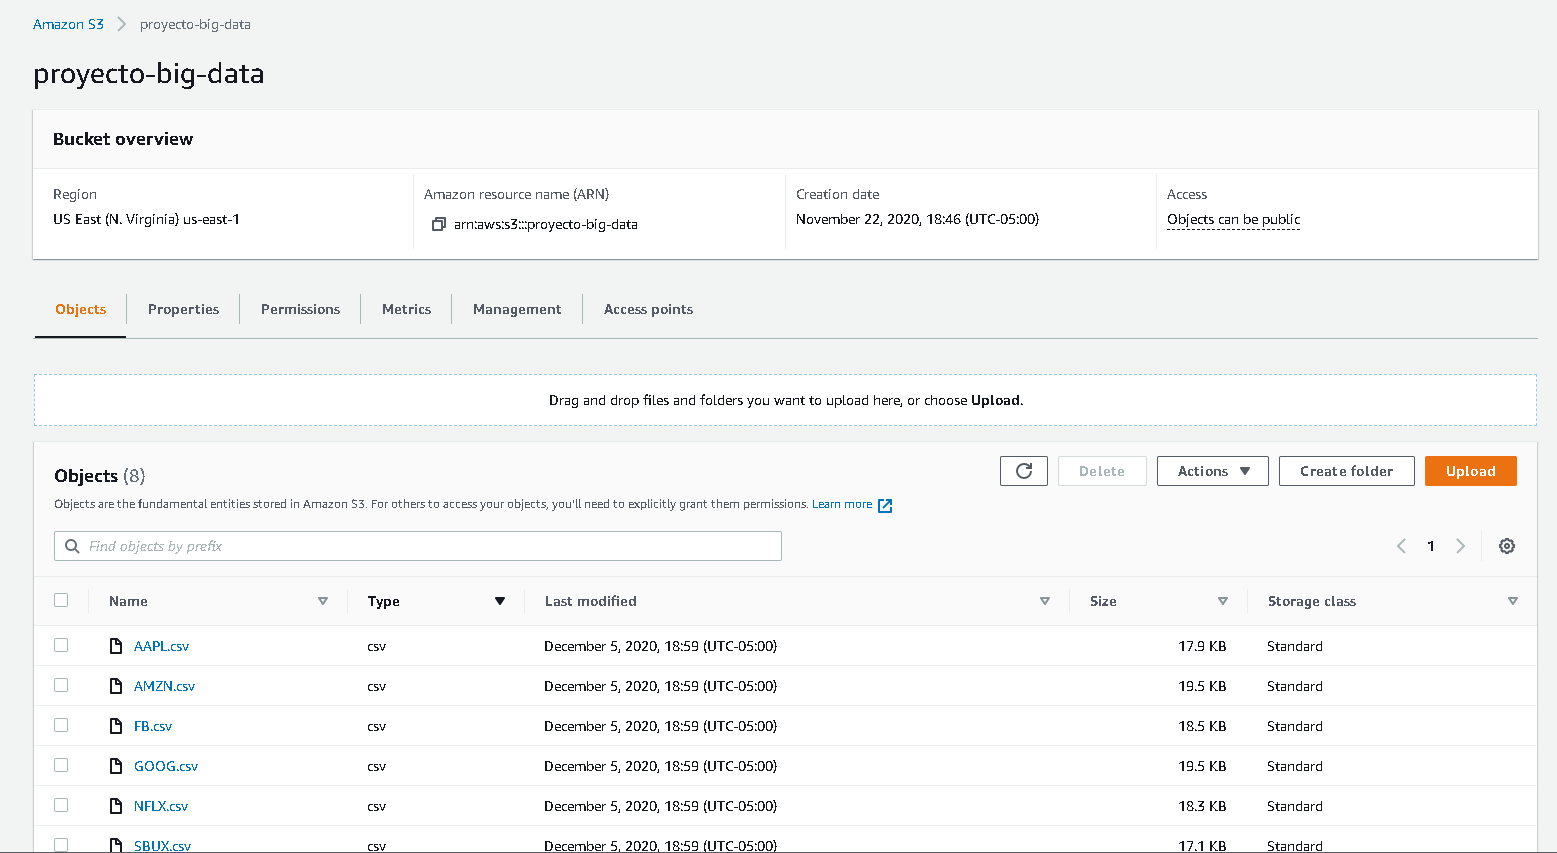 Amazon S3 > proyecto-big-data
proyecto-big-data
Bucket overview
Region
US East (N. Virginia) us-east-1
Amazon resource name (ARN)
arn:aws:s3:::proyecto-big-data
Creation date
November 22, 2020, 18:46 (UTC-05:00)
Access
Objects can be public
Objects Properties Permissions Metrics Management Access points
Drag and drop files and folders you want to upload here, or choose Upload.
Objects (8)
Delete Actions Create folder Upload
Objects are the fundamental entities stored in Amazon S3. For others to access your objects, you'll need to explicitly grant them permissions. Learn more
Find objects by prefix
1
Name Type Last modified Size Storage class
AAPL.csv csv December 5, 2020, 18:59 (UTC-05:00) 17.9 KB Standard
AMZN.csv csv December 5, 2020, 18:59 (UTC-05:00) 19.5 KB Standard
FB.csv csv December 5, 2020, 18:59 (UTC-05:00) 18.5 KB Standard
GOOG.csv csv December 5, 2020, 18:59 (UTC-05:00) 19.5 KB Standard
NFLX.csv csv December 5, 2020, 18:59 (UTC-05:00) 18.3 KB Standard
SBUX.csv csv December 5, 2020, 18:59 (UTC-05:00) 17.1 KB Standard